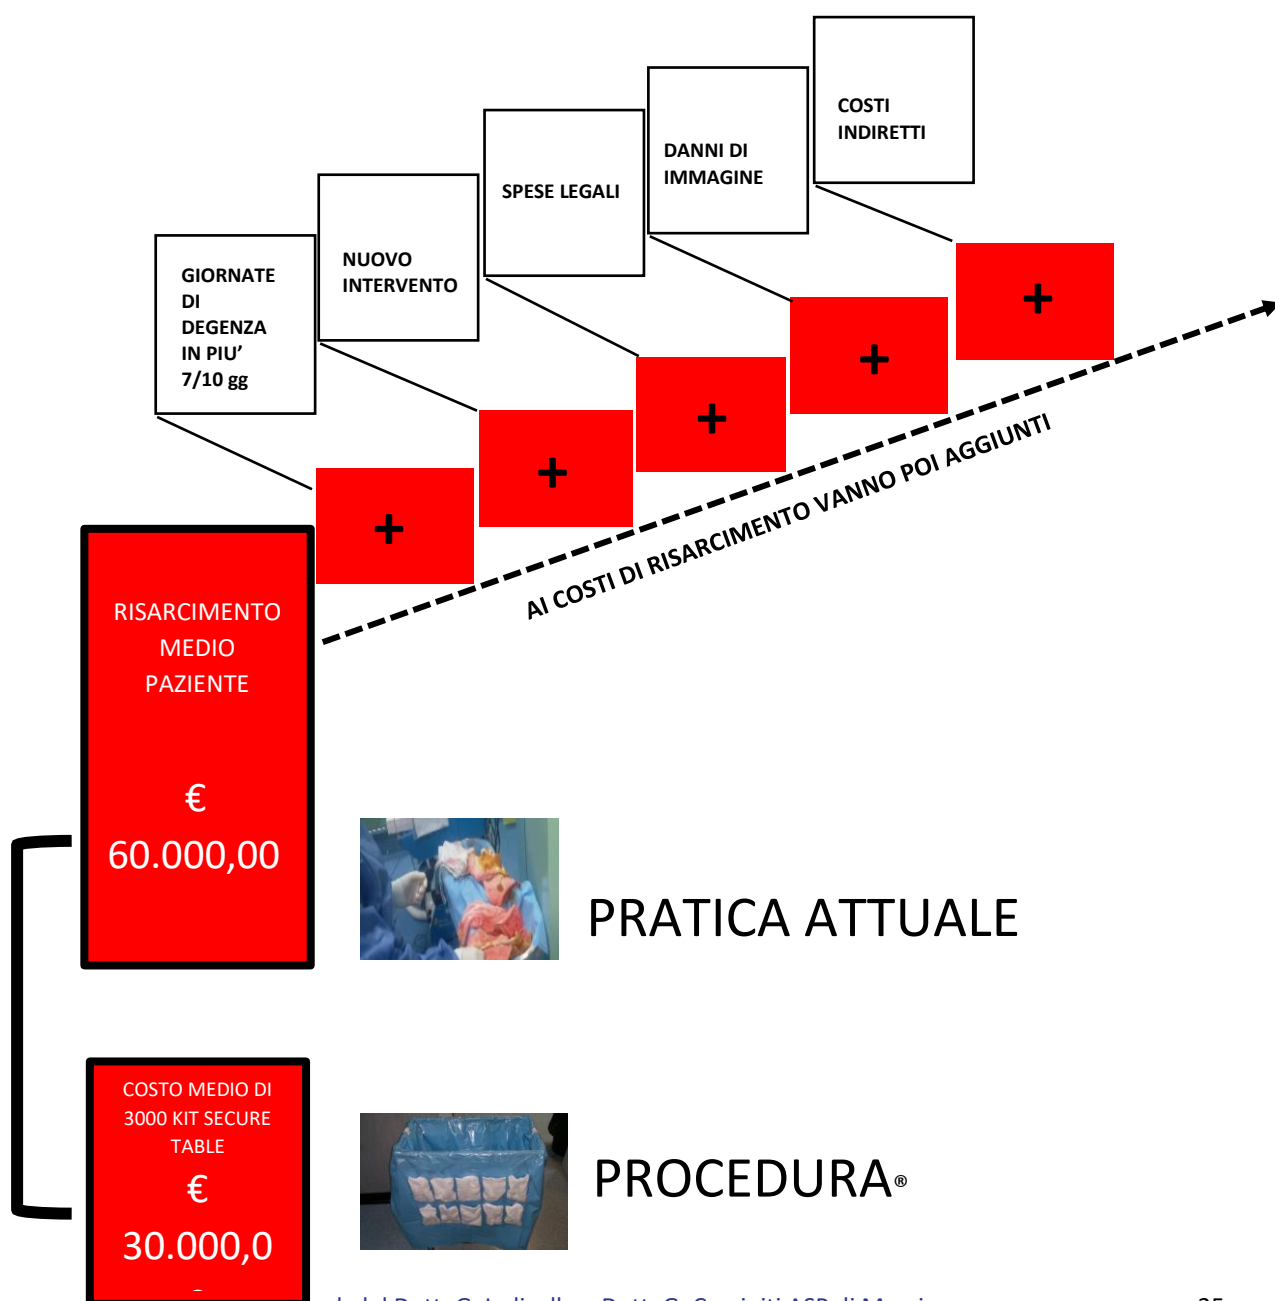 COSTI
INDIRETTI
DANNI DI
IMMAGINE
SPESE LEGALI
NUOVO
INTERVENTO
GIORNATE
DI
DEGENZA
IN PIU’
7/10 gg
+
+
+
+
+
AI COSTI DI RISARCIMENTO VANNO POI AGGIUNTI
RISARCIMENTO
MEDIO
PAZIENTE
€
60.000,00
PRATICA ATTUALE
COSTO MEDIO DI
3000 KIT SECURE
TABLE
€
30.000,0
PROCEDURA®